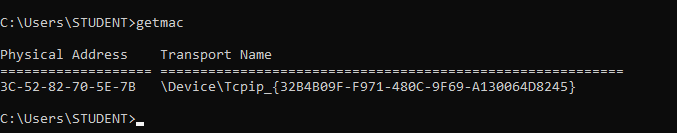 C:\Users\STUDENT>getmac
Physical Address    Transport Name
=================== ==========================================================
3C-52-82-70-5E-7B   \Device\Tcpip_{32B4B09F-F971-480C-9F69-A130064D8245}
C:\Users\STUDENT>